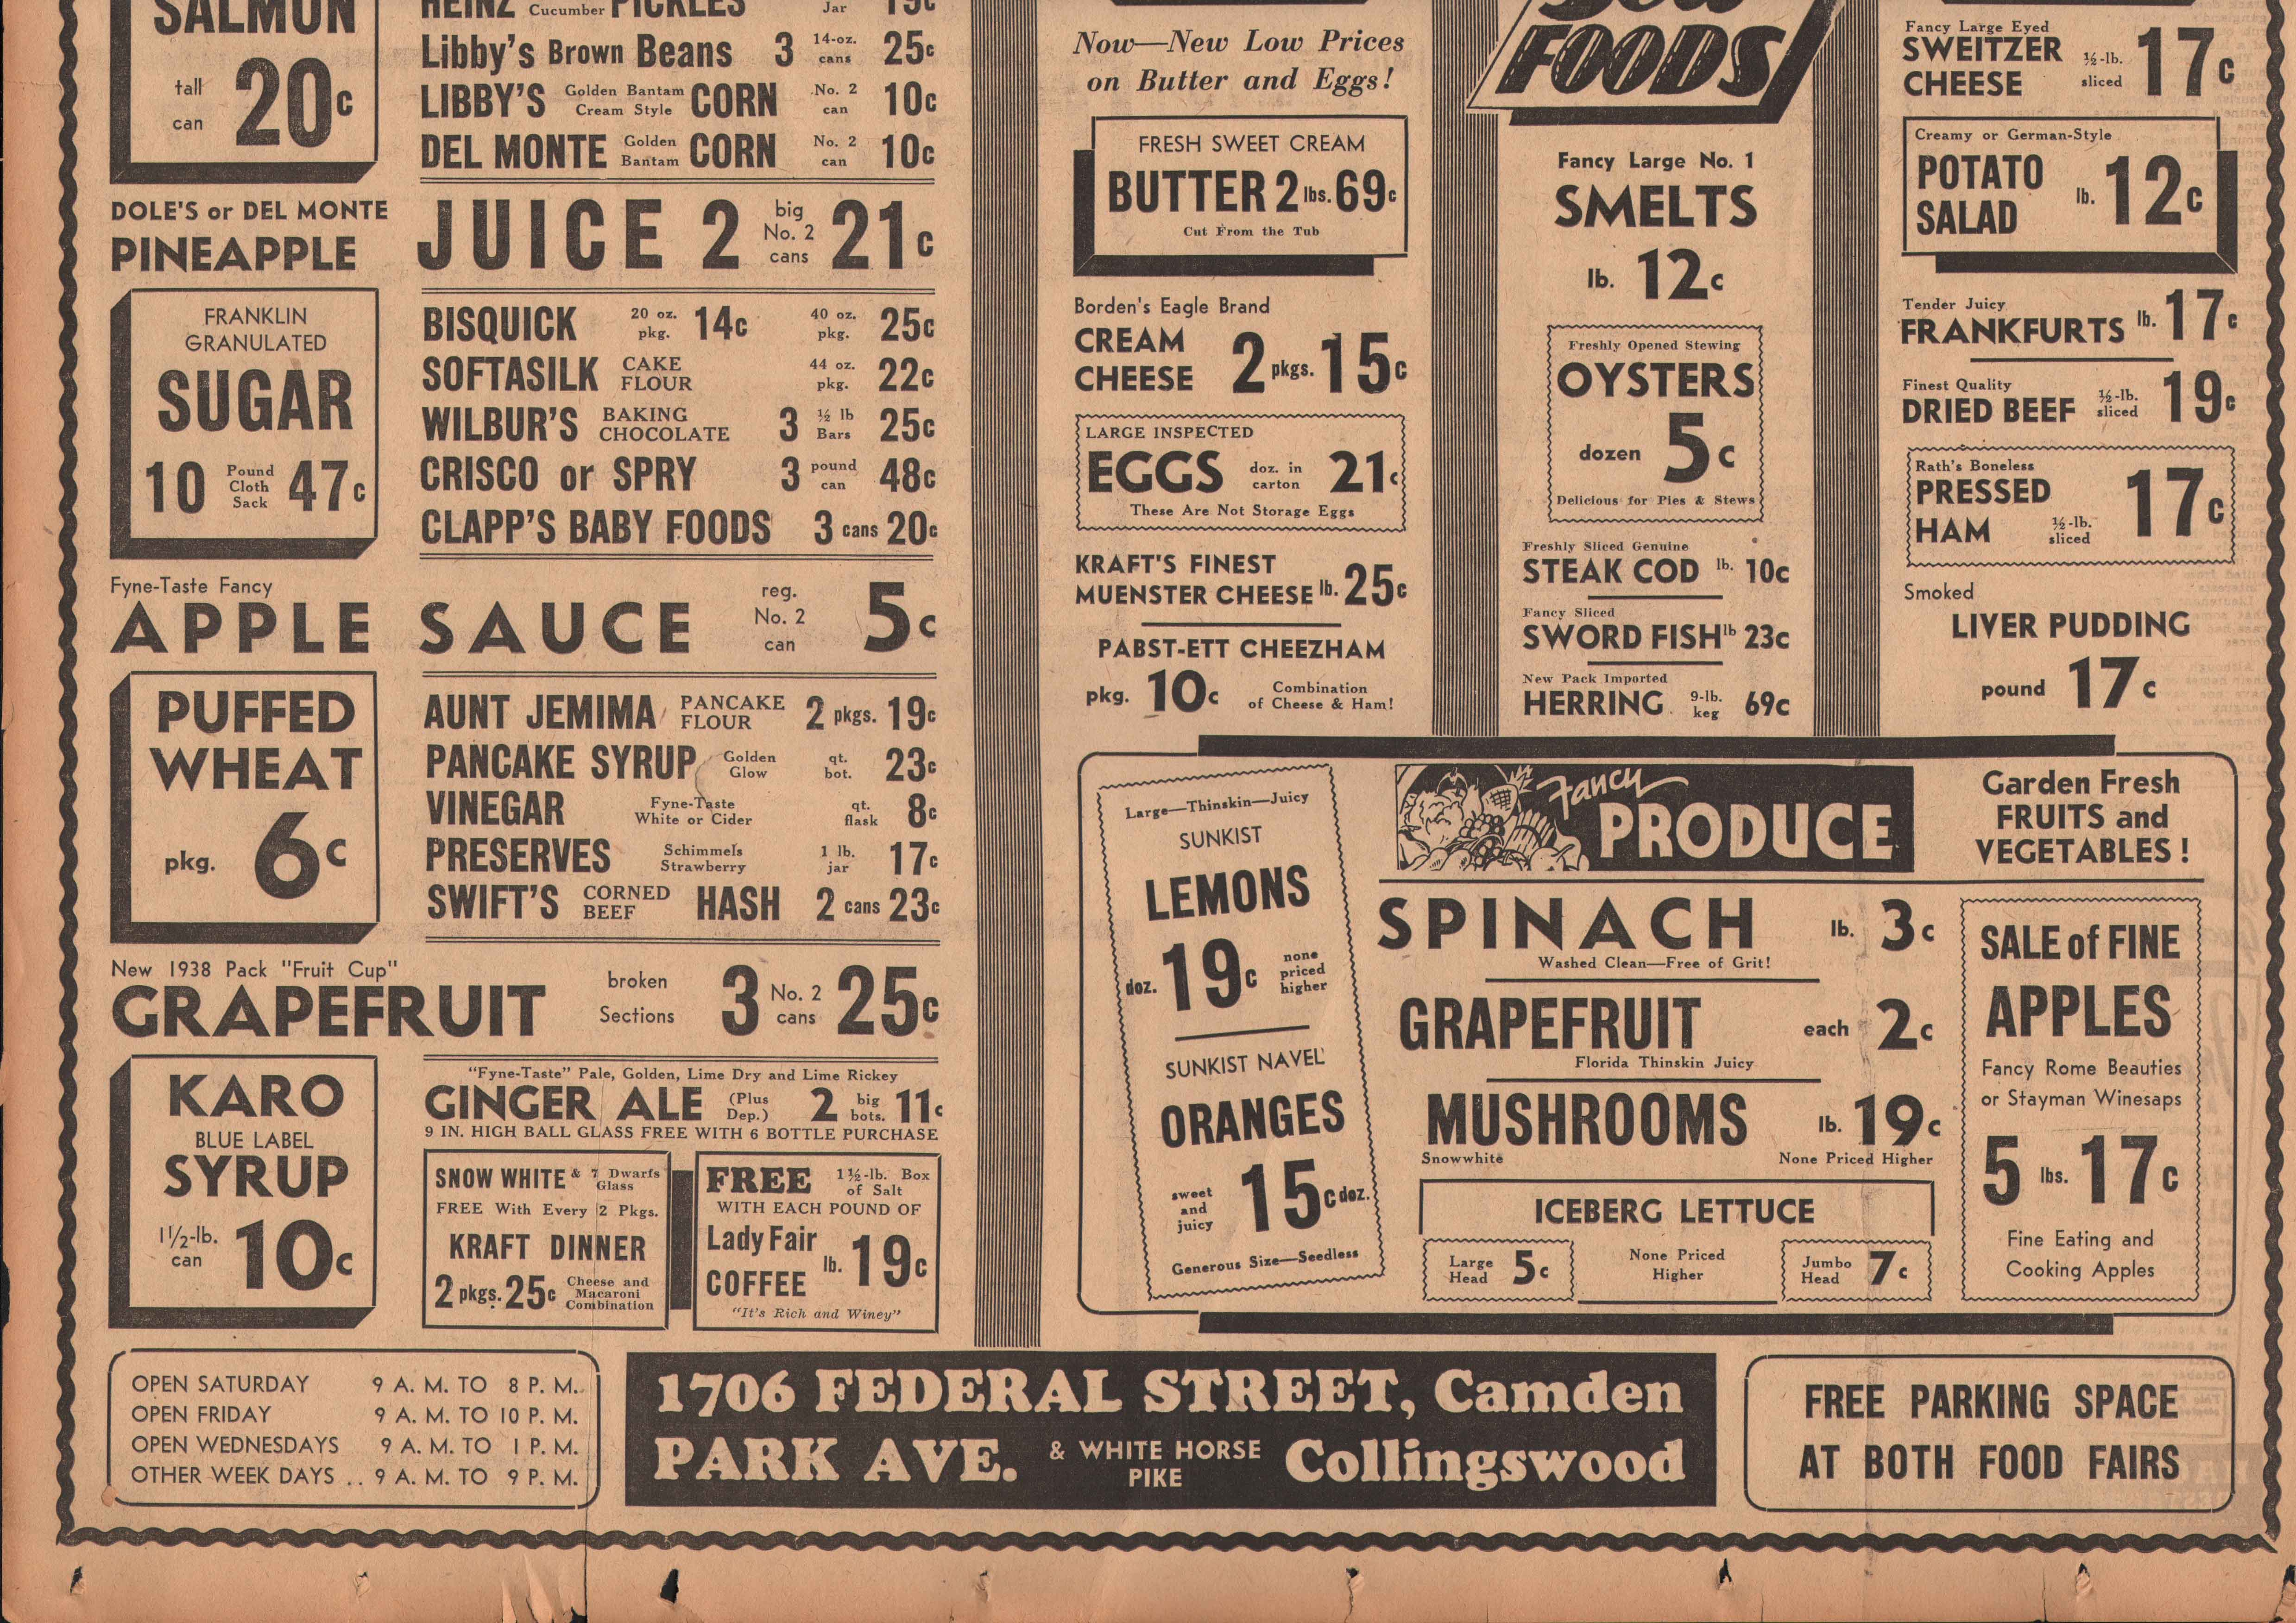 SALMON
tall
can
20c
HEINZ Cucumber PICKLES Jar 19c
Libby's Brown Beans 3 14-oz. cans 25c
LIBBY'S Golden Bantam Cream Style CORN No. 2 can 10c
DEL MONTE Golden Bantam CORN No. 2 can 10c
DOLE'S or DEL MONTE
PINEAPPLE JUICE 2 big No. 2 cans 21c
FRANKLIN
GRANULATED
SUGAR
10 Pound Cloth Sack 47c
BISQUICK 20 oz. pkg. 14c 40 oz. pkg. 25c
SOFTASILK CAKE FLOUR 44 oz. pkg. 22c
WILBUR'S BAKING CHOCOLATE 3 ½ lb Bars 25c
CRISCO or SPRY 3 pound can 48c
CLAPP'S BABY FOODS 3 cans 20c
Fyne-Taste Fancy
APPLE SAUCE reg. No. 2 can 5c
PUFFED
WHEAT
pkg. 6c
AUNT JEMIMA PANCAKE FLOUR 2 pkgs. 19c
PANCAKE SYRUP Golden Glow qt. bot. 23c
VINEGAR Fyne-Taste White or Cider qt. flask 8c
PRESERVES Schimmels Strawberry 1 lb. jar 17c
SWIFT'S CORNED BEEF HASH 2 cans 23c
New 1938 Pack "Fruit Cup"
GRAPEFRUIT broken Sections 3 No. 2 cans 25c
KARO
BLUE LABEL
SYRUP
1 1/2-lb. can 10c
"Fyne-Taste" Pale, Golden, Lime Dry and Lime Rickey
GINGER ALE (Plus Dep.) 2 big bots. 11c
9 IN. HIGH BALL GLASS FREE WITH 6 BOTTLE PURCHASE
SNOW WHITE & 7 Dwarfs Glass
FREE With Every 2 Pkgs.
KRAFT DINNER
2 pkgs. 25c Cheese and Macaroni Combination
FREE 1½-lb. Box of Salt
WITH EACH POUND OF
Lady Fair
COFFEE lb. 19c
"It's Rich and Winey"
Now—New Low Prices
on Butter and Eggs!
FRESH SWEET CREAM
BUTTER 2 lbs. 69c
Cut From the Tub
Borden's Eagle Brand
CREAM
CHEESE 2 pkgs. 15c
LARGE INSPECTED
EGGS doz. in carton 21c
These Are Not Storage Eggs
KRAFT'S FINEST
MUENSTER CHEESE lb. 25c
PABST-ETT CHEEZHAM
pkg. 10c Combination of Cheese & Ham!
FOODS
Fancy Large No. 1
SMELTS
lb. 12c
Freshly Opened Stewing
OYSTERS
dozen 5c
Delicious for Pies & Stews
Freshly Sliced Genuine
STEAK COD lb. 10c
Fancy Sliced
SWORD FISH lb 23c
New Pack Imported
HERRING 9-lb. keg 69c
Fancy Large Eyed
SWEITZER
CHEESE ½-lb. sliced 17c
Creamy or German-Style
POTATO
SALAD lb. 12c
Tender Juicy
FRANKFURTS lb. 17c
Finest Quality
DRIED BEEF ½-lb. sliced 19c
Rath's Boneless
PRESSED
HAM ½-lb. sliced 17c
Smoked
LIVER PUDDING
pound 17c
Large—Thinskin—Juicy
SUNKIST
LEMONS
doz. 19c none priced higher
SUNKIST NAVEL
ORANGES
sweet and juicy 15c doz.
Generous Size—Seedless
Fancy
PRODUCE
Garden Fresh
FRUITS and
VEGETABLES!
SPINACH lb. 3c
Washed Clean—Free of Grit!
GRAPEFRUIT each 2c
Florida Thinskin Juicy
MUSHROOMS lb. 19c
Snowwhite None Priced Higher
ICEBERG LETTUCE
Large Head 5c None Priced Higher Jumbo Head 7c
SALE of FINE
APPLES
Fancy Rome Beauties
or Stayman Winesaps
5 lbs. 17c
Fine Eating and
Cooking Apples
OPEN SATURDAY 9 A. M. TO 8 P. M.
OPEN FRIDAY 9 A. M. TO 10 P. M.
OPEN WEDNESDAYS 9 A. M. TO 1 P. M.
OTHER WEEK DAYS .. 9 A. M. TO 9 P. M.
1706 FEDERAL STREET, Camden
PARK AVE. & WHITE HORSE PIKE Collingswood
FREE PARKING SPACE
AT BOTH FOOD FAIRS